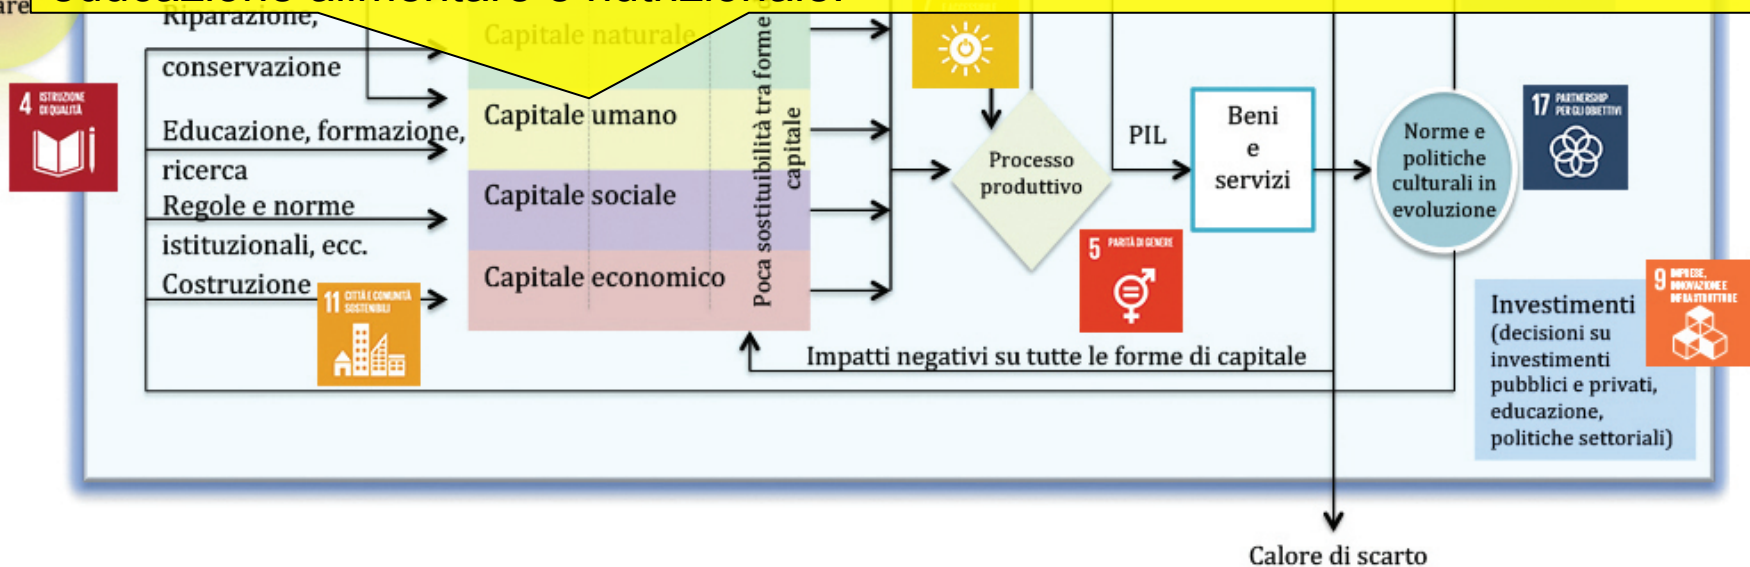 educazione alimentare e nutrizionale.
Riparazione,
conservazione
Educazione, formazione,
ricerca
Regole e norme
istituzionali, ecc.
Costruzione
4 ISTRUZIONE
DI QUALITÀ
11 CITTÀ E COMUNITÀ
SOSTENIBILI
Capitale naturale
Capitale umano
Capitale sociale
Capitale economico
Poca sostituibilità tra forme
capitale
Processo
produttivo
5 PARITÀ DI GENERE
PIL
Beni
e
servizi
Norme e
politiche
culturali in
evoluzione
17 PARTNERSHIP
PER GLI OBIETTIVI
Impatti negativi su tutte le forme di capitale
9 IMPRESE,
INNOVAZIONE E
INFRASTRUTTURE
Investimenti
(decisioni su
investimenti
pubblici e privati,
educazione,
politiche settoriali)
Calore di scarto